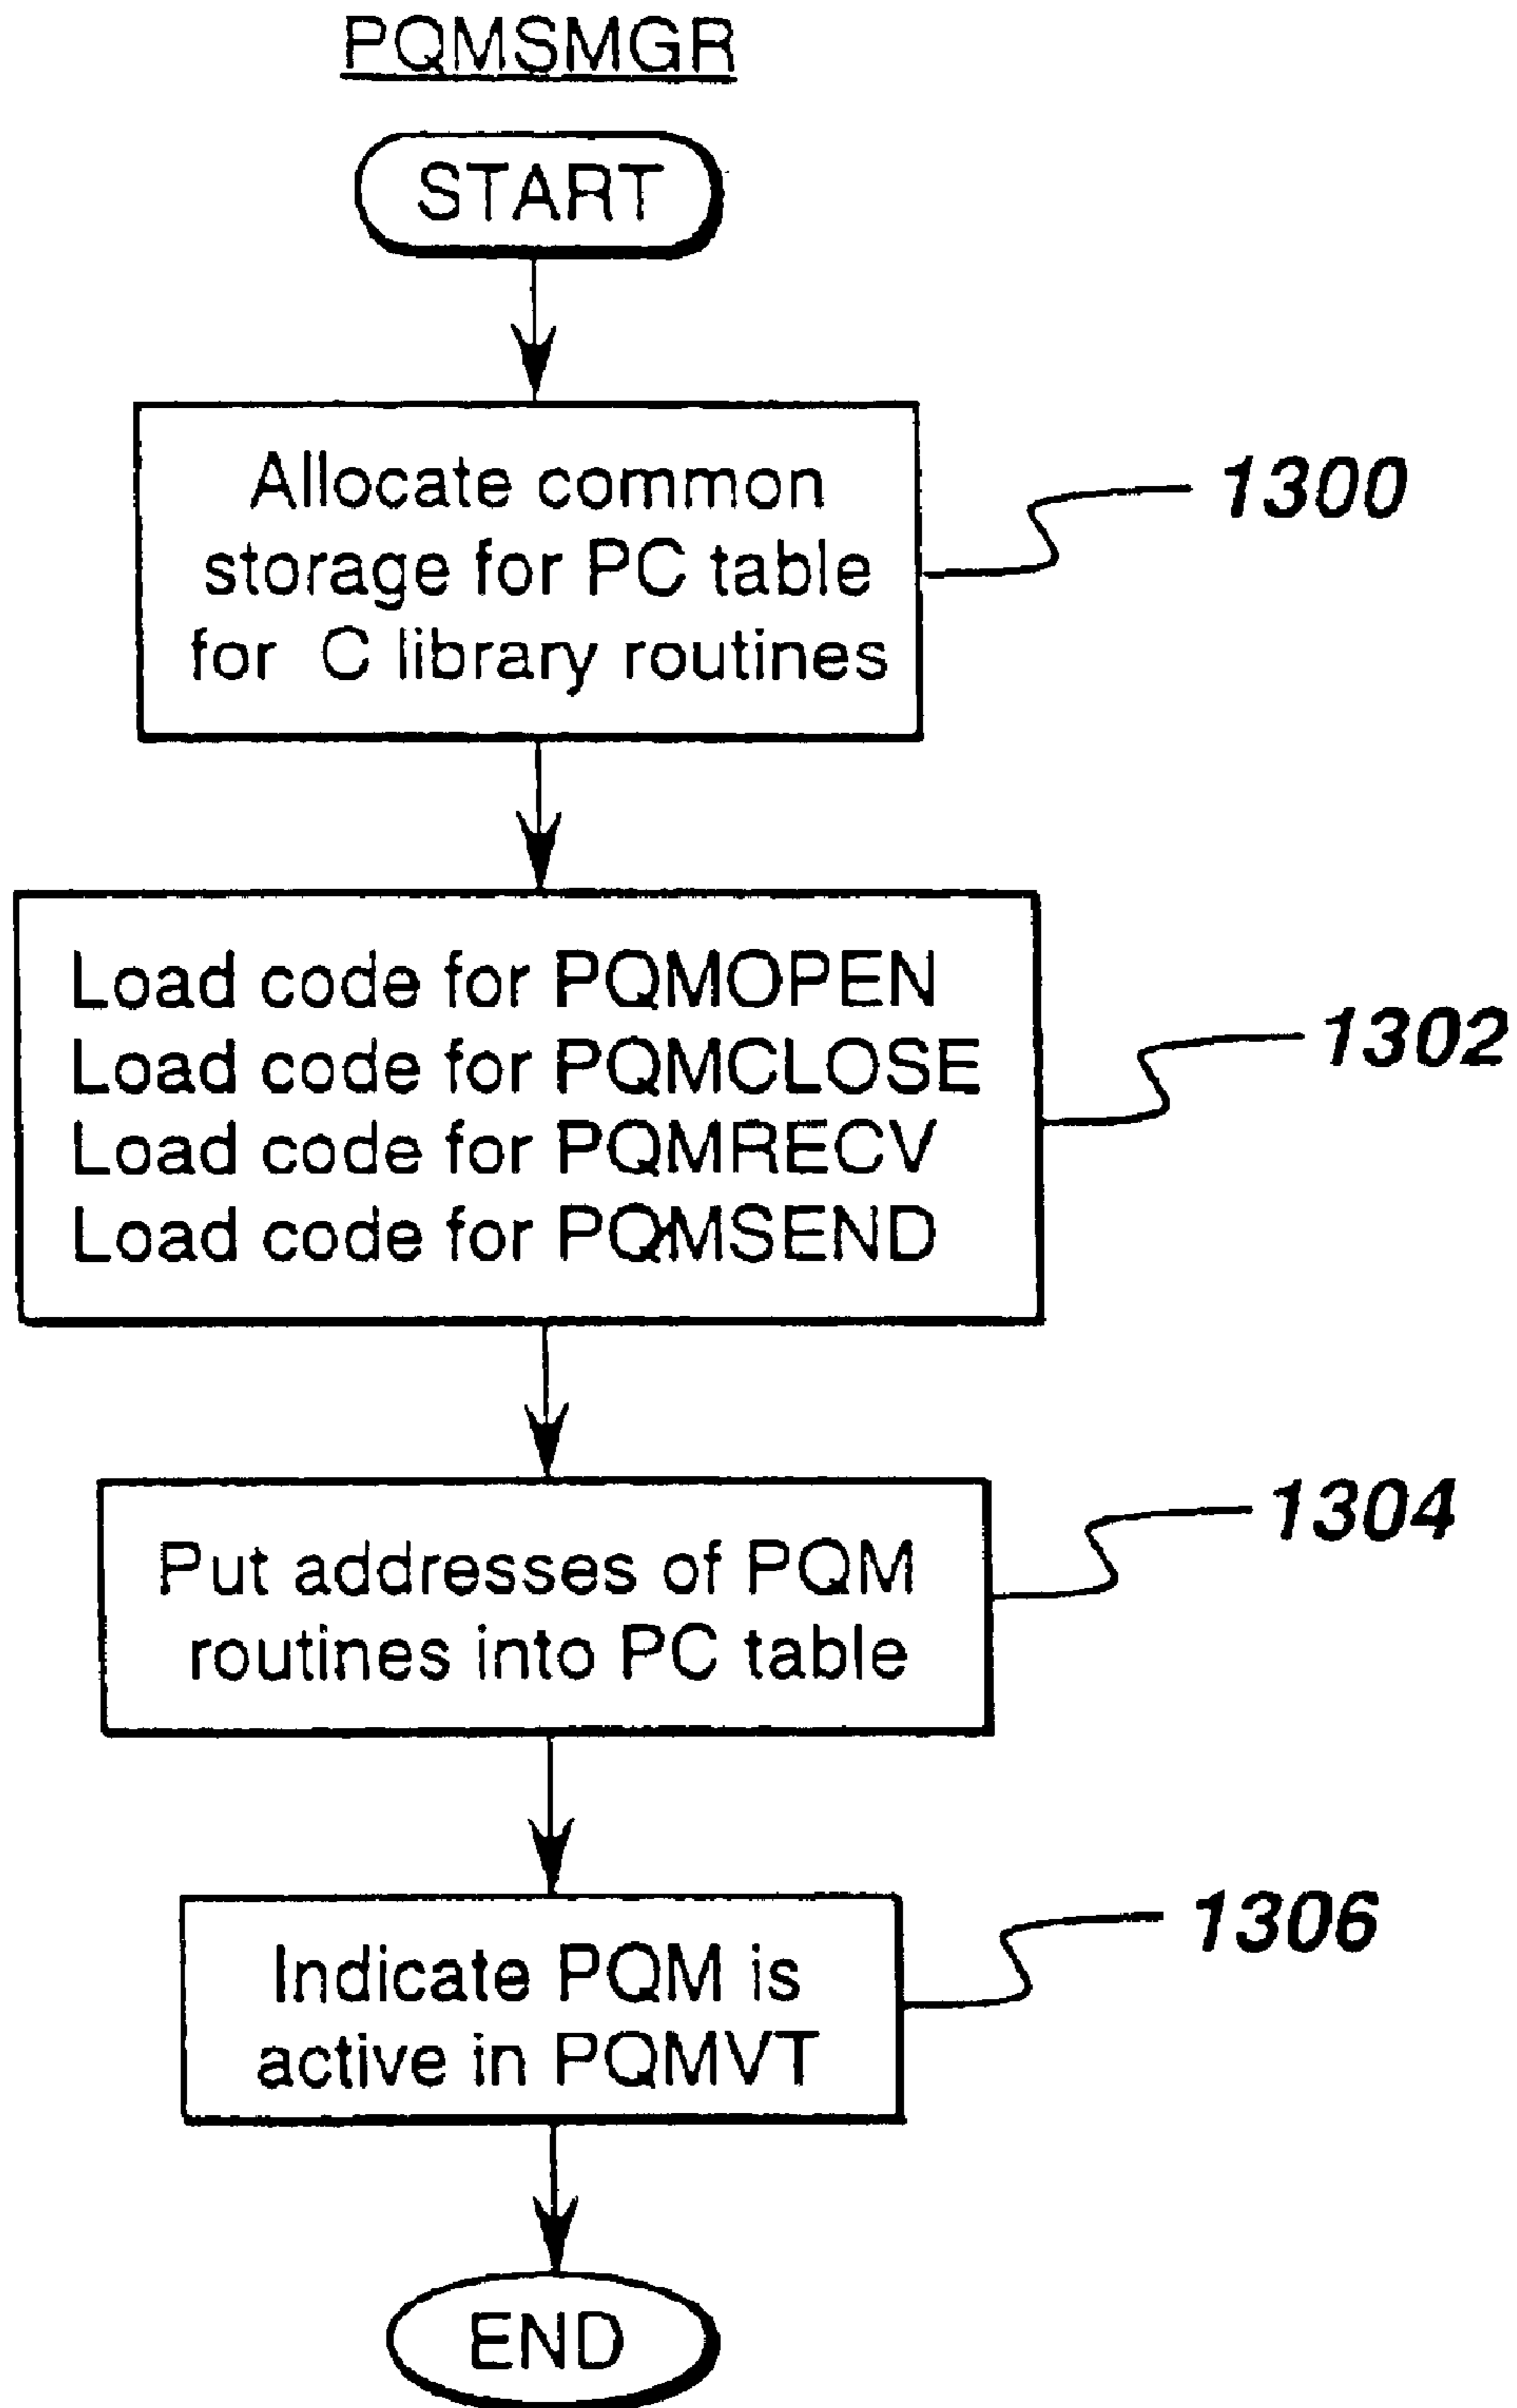 PQMSMGR
START
Allocate common
storage for PC table
for C library routines
1300
Load code for PQMOPEN
Load code for PQMCLOSE
Load code for PQMRECV
Load code for PQMSEND
1302
Put addresses of PQM
routines into PC table
1304
Indicate PQM is
active in PQMVT
1306
END